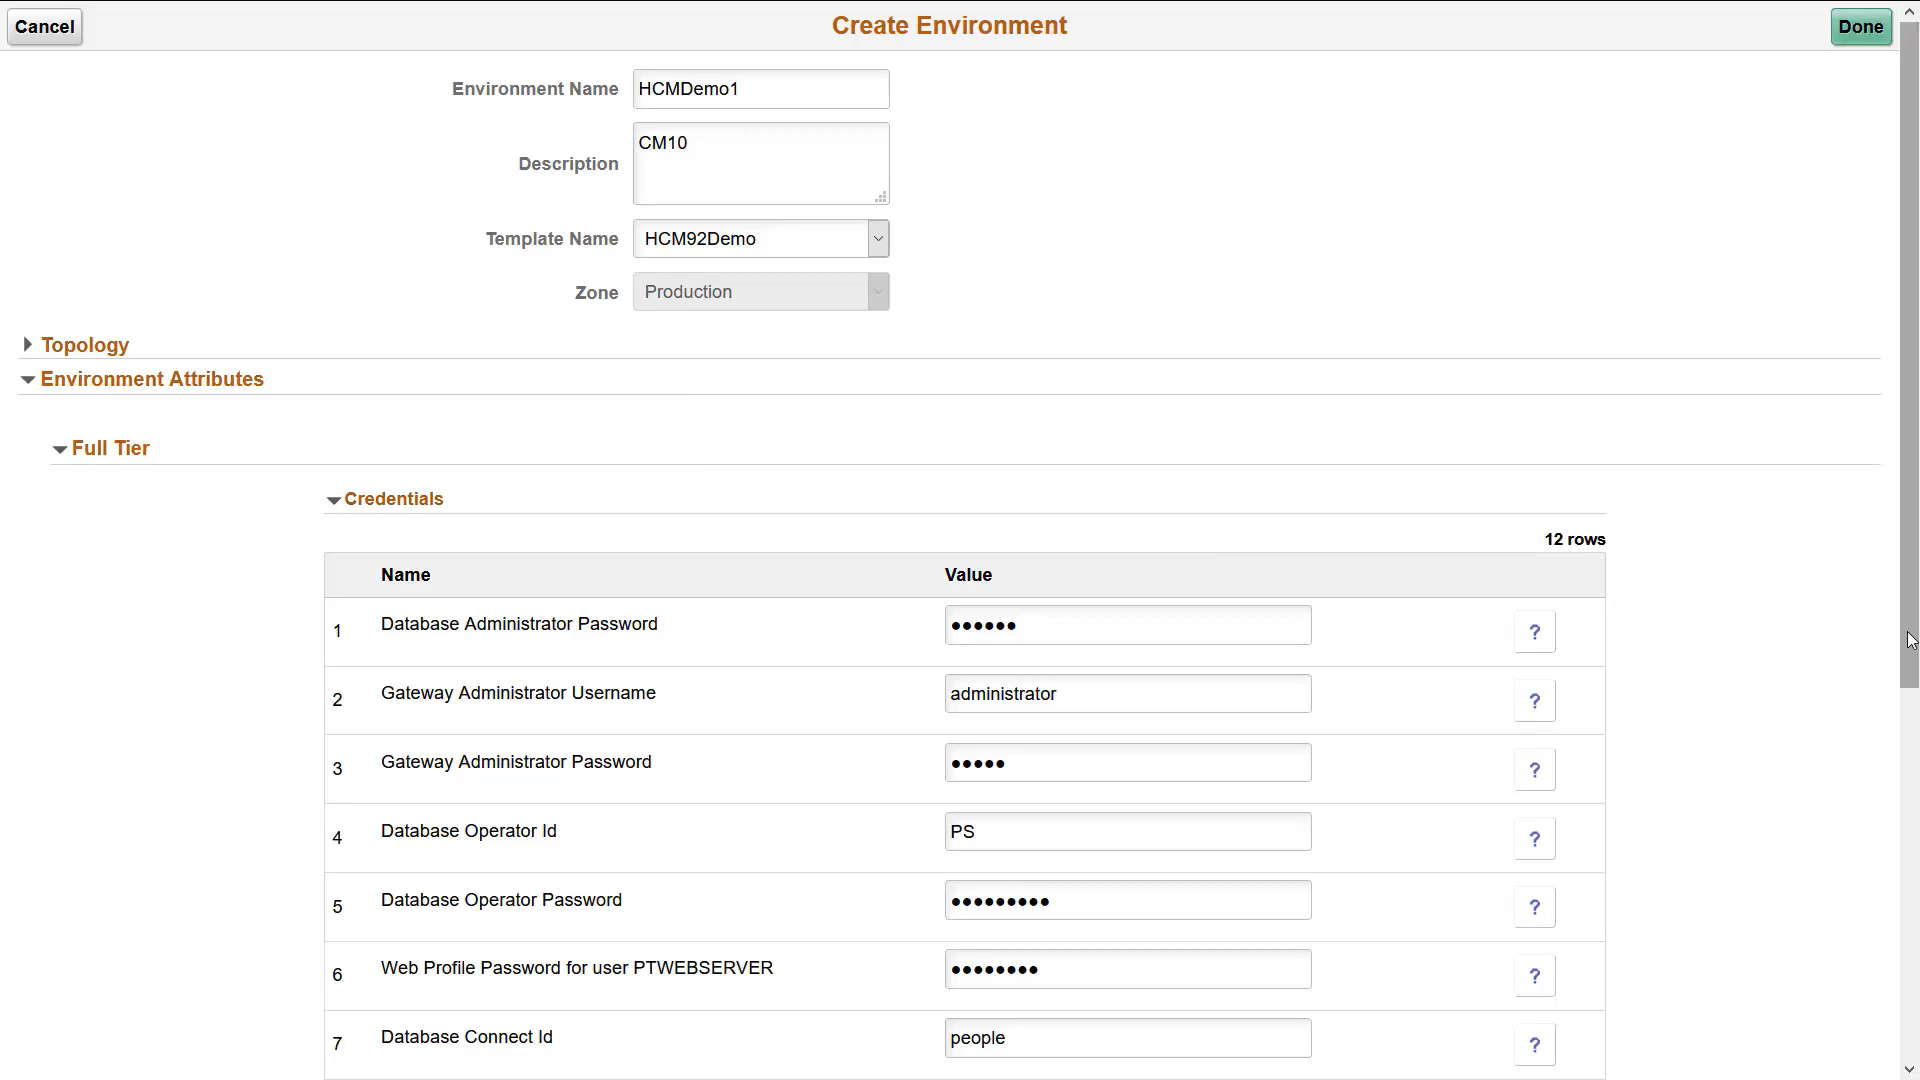 Cancel
Create Environment
Done
Environment Name
HCMDemo1
Description
CM10
Template Name
HCM92Demo
Zone
Production
Topology
Environment Attributes
Full Tier
Credentials
12 rows
Name Value
1 Database Administrator Password •••••• ?
2 Gateway Administrator Username administrator ?
3 Gateway Administrator Password ••••• ?
4 Database Operator Id PS ?
5 Database Operator Password ••••••••• ?
6 Web Profile Password for user PTWEBSERVER •••••••• ?
7 Database Connect Id people ?